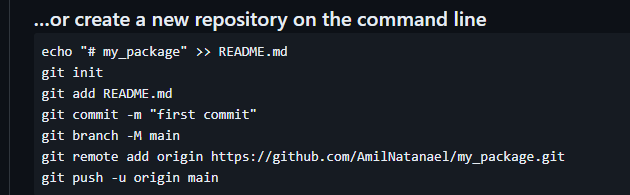 ...or create a new repository on the command line
echo "# my_package" >> README.md
git init
git add README.md
git commit -m "first commit"
git branch -M main
git remote add origin https://github.com/AmilNatanael/my_package.git
git push -u origin main